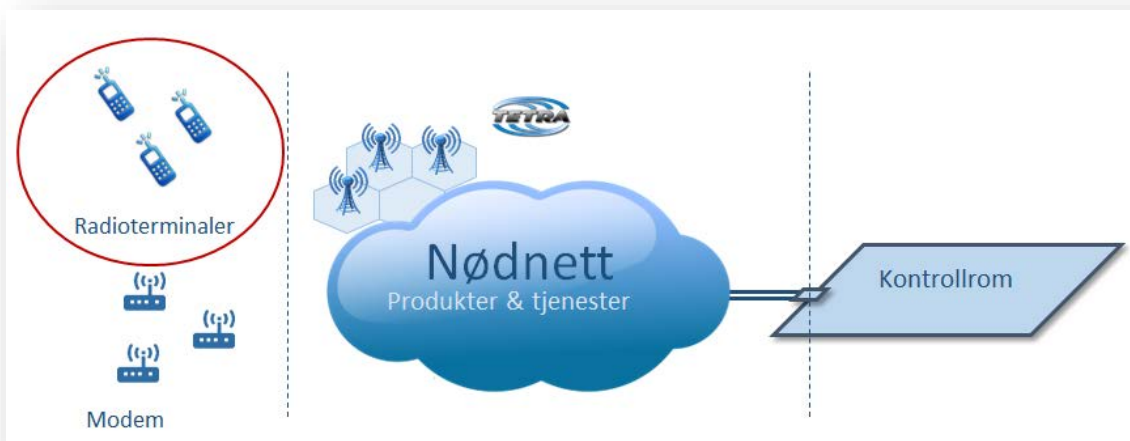 TETRA
Radioterminaler
Nødnett
Produkter & tjenester
Kontrollrom
Modem